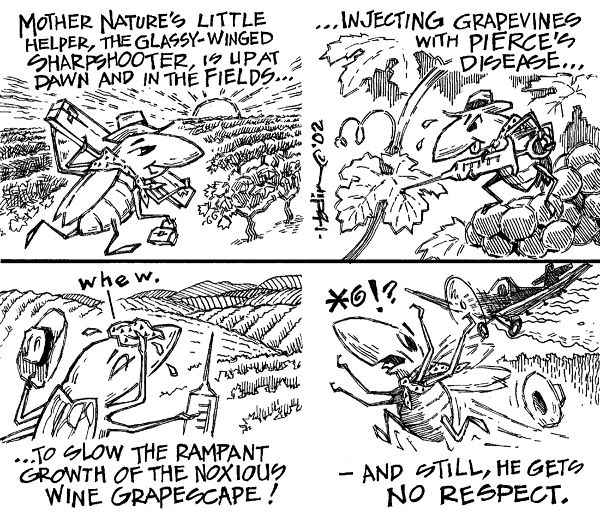 MOTHER NATURE'S LITTLE
HELPER, THE GLASSY-WINGED
SHARPSHOOTER, IS UP AT
DAWN AND IN THE FIELDS...
...INJECTING GRAPEVINES
WITH PIERCE'S
DISEASE...
'02
whew.
...TO SLOW THE RAMPANT
GROWTH OF THE NOXIOUS
WINE GRAPESCAPE!
*@!?
– AND STILL, HE GETS
NO RESPECT.